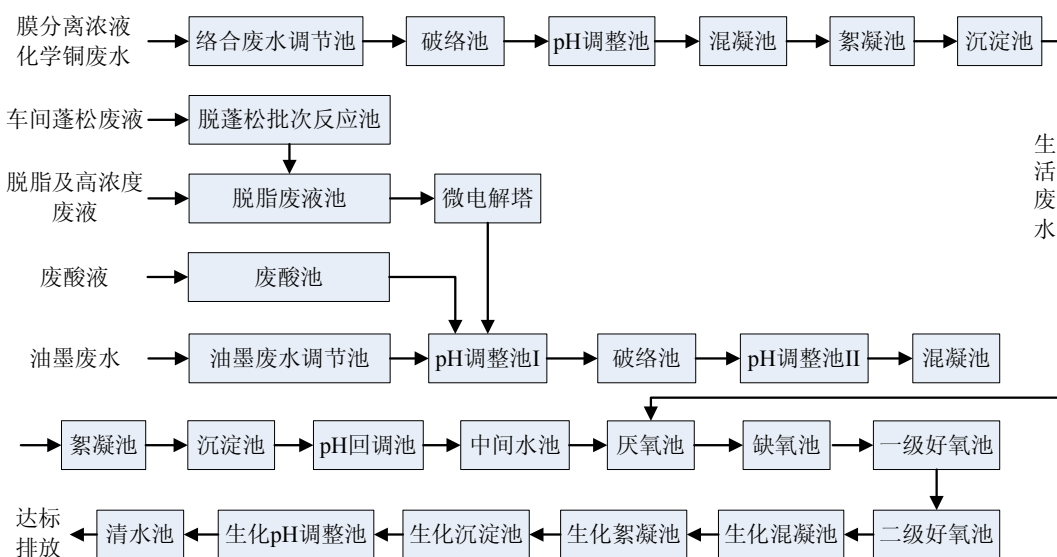 膜分离浓液
化学铜废水
络合废水调节池
破络池
pH调整池
混凝池
絮凝池
沉淀池
车间蓬松废液
脱蓬松批次反应池
生活废水
脱脂及高浓度
废液
脱脂废液池
微电解塔
废酸液
废酸池
油墨废水
油墨废水调节池
pH调整池I
破络池
pH调整池II
混凝池
絮凝池
沉淀池
pH回调池
中间水池
厌氧池
缺氧池
一级好氧池
达标
排放
清水池
生化pH调整池
生化沉淀池
生化絮凝池
生化混凝池
二级好氧池